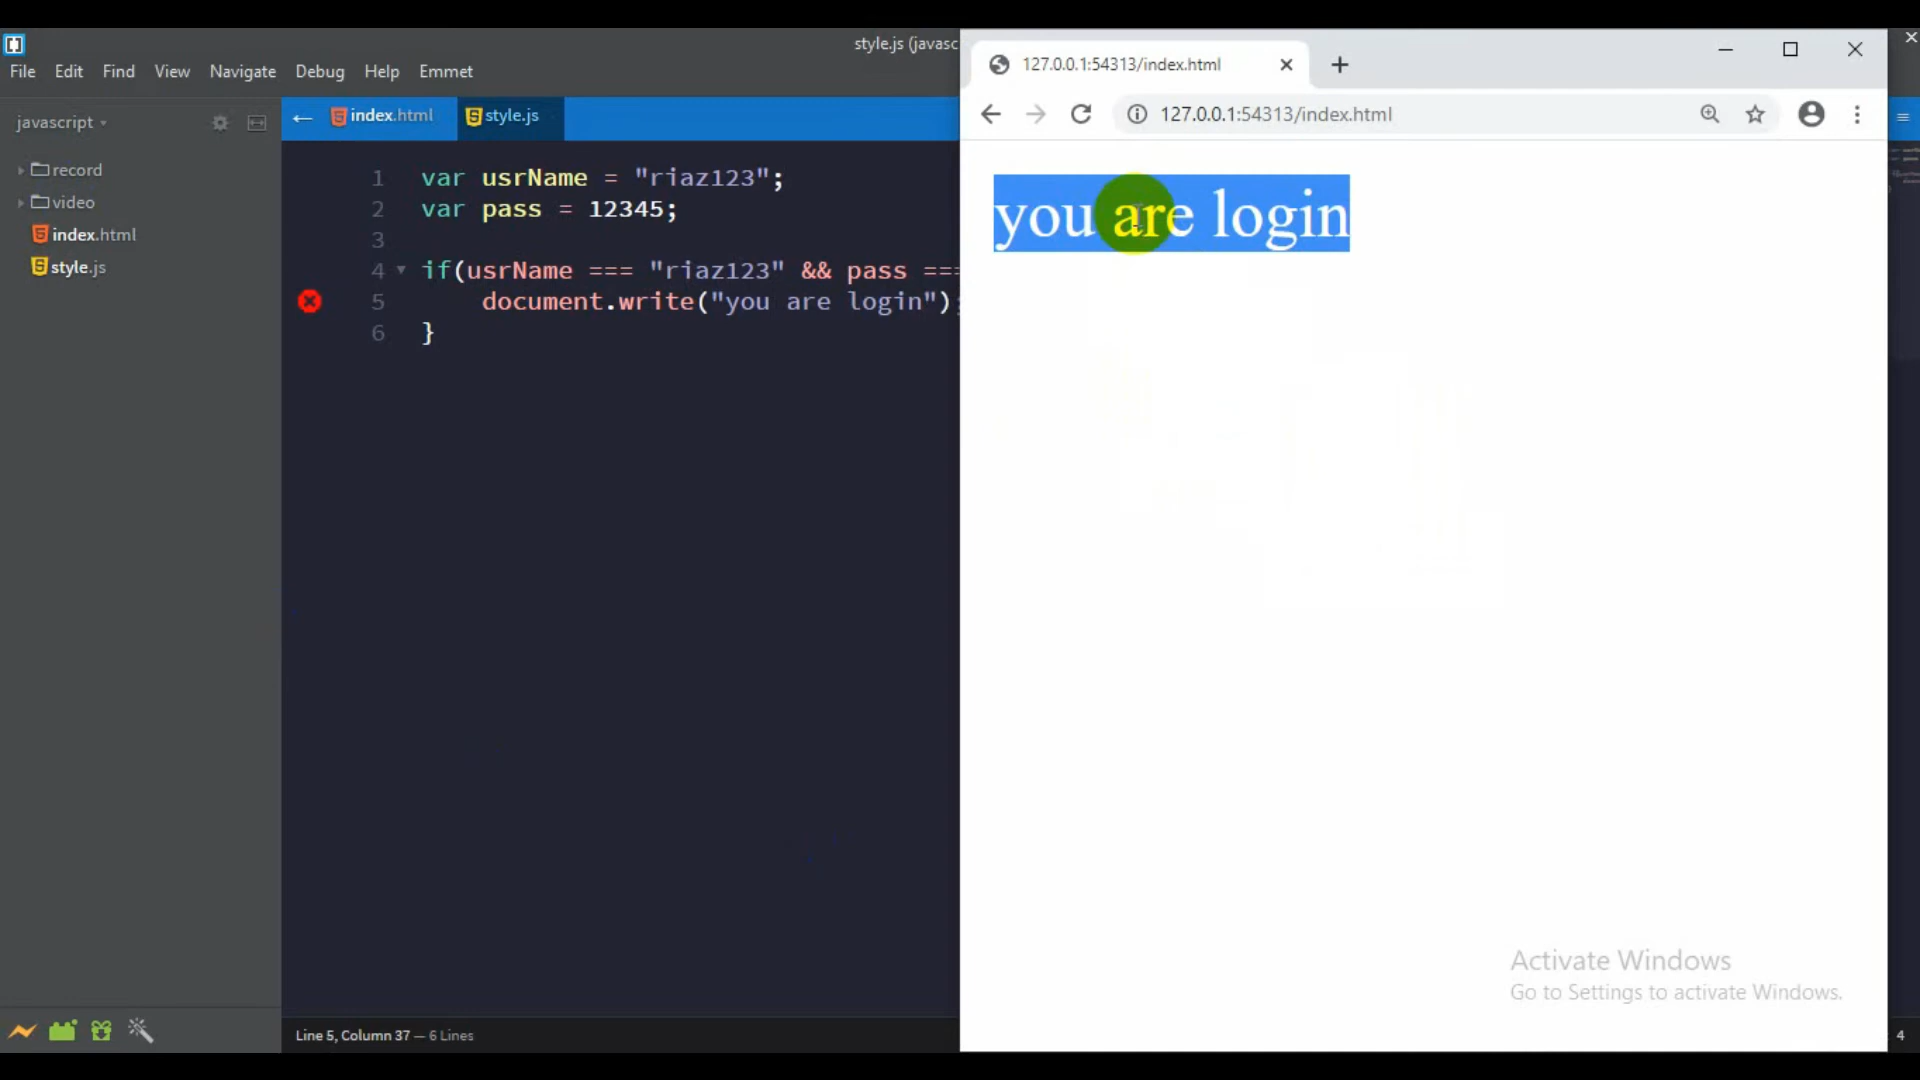 style.js (javasc
File Edit Find View Navigate Debug Help Emmet
javascript
record
video
index.html
style.js
index.html
style.js
1 var usrName = "riaz123";
2 var pass = 12345;
3
4 if(usrName === "riaz123" && pass ===
5 document.write("you are login");
6 }
Line 5, Column 37 — 6 Lines
127.0.0.1:54313/index.html
127.0.0.1:54313/index.html
you are login
Activate Windows
Go to Settings to activate Windows.
4